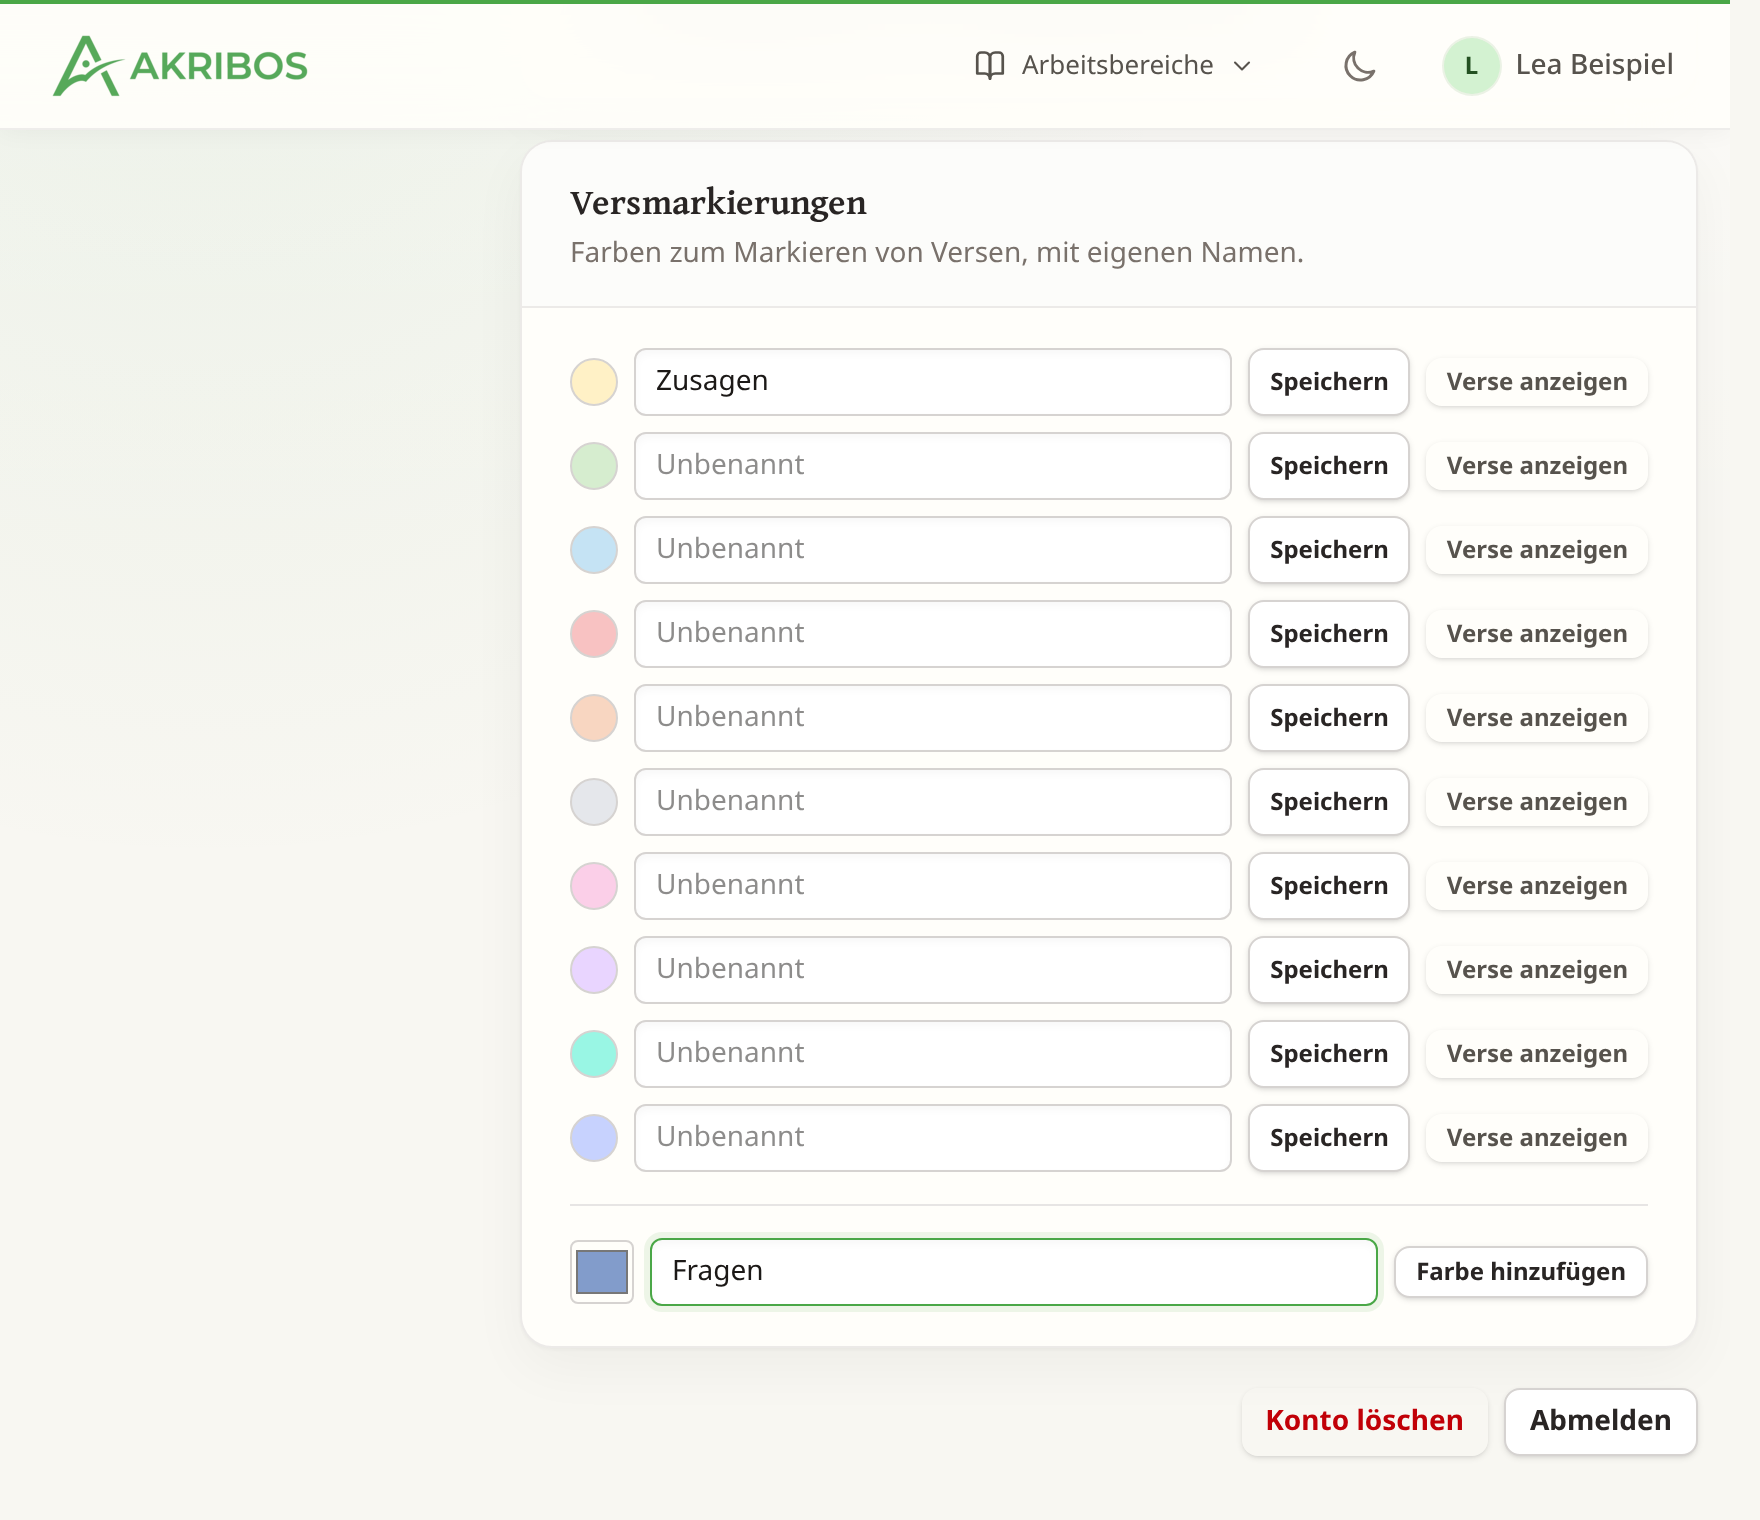 AKRIBOS
Arbeitsbereiche
L
Lea Beispiel
Versmarkierungen
Farben zum Markieren von Versen, mit eigenen Namen.
Zusagen Speichern Verse anzeigen
Unbenannt Speichern Verse anzeigen
Unbenannt Speichern Verse anzeigen
Unbenannt Speichern Verse anzeigen
Unbenannt Speichern Verse anzeigen
Unbenannt Speichern Verse anzeigen
Unbenannt Speichern Verse anzeigen
Unbenannt Speichern Verse anzeigen
Unbenannt Speichern Verse anzeigen
Unbenannt Speichern Verse anzeigen
Fragen Farbe hinzufügen
Konto löschen Abmelden